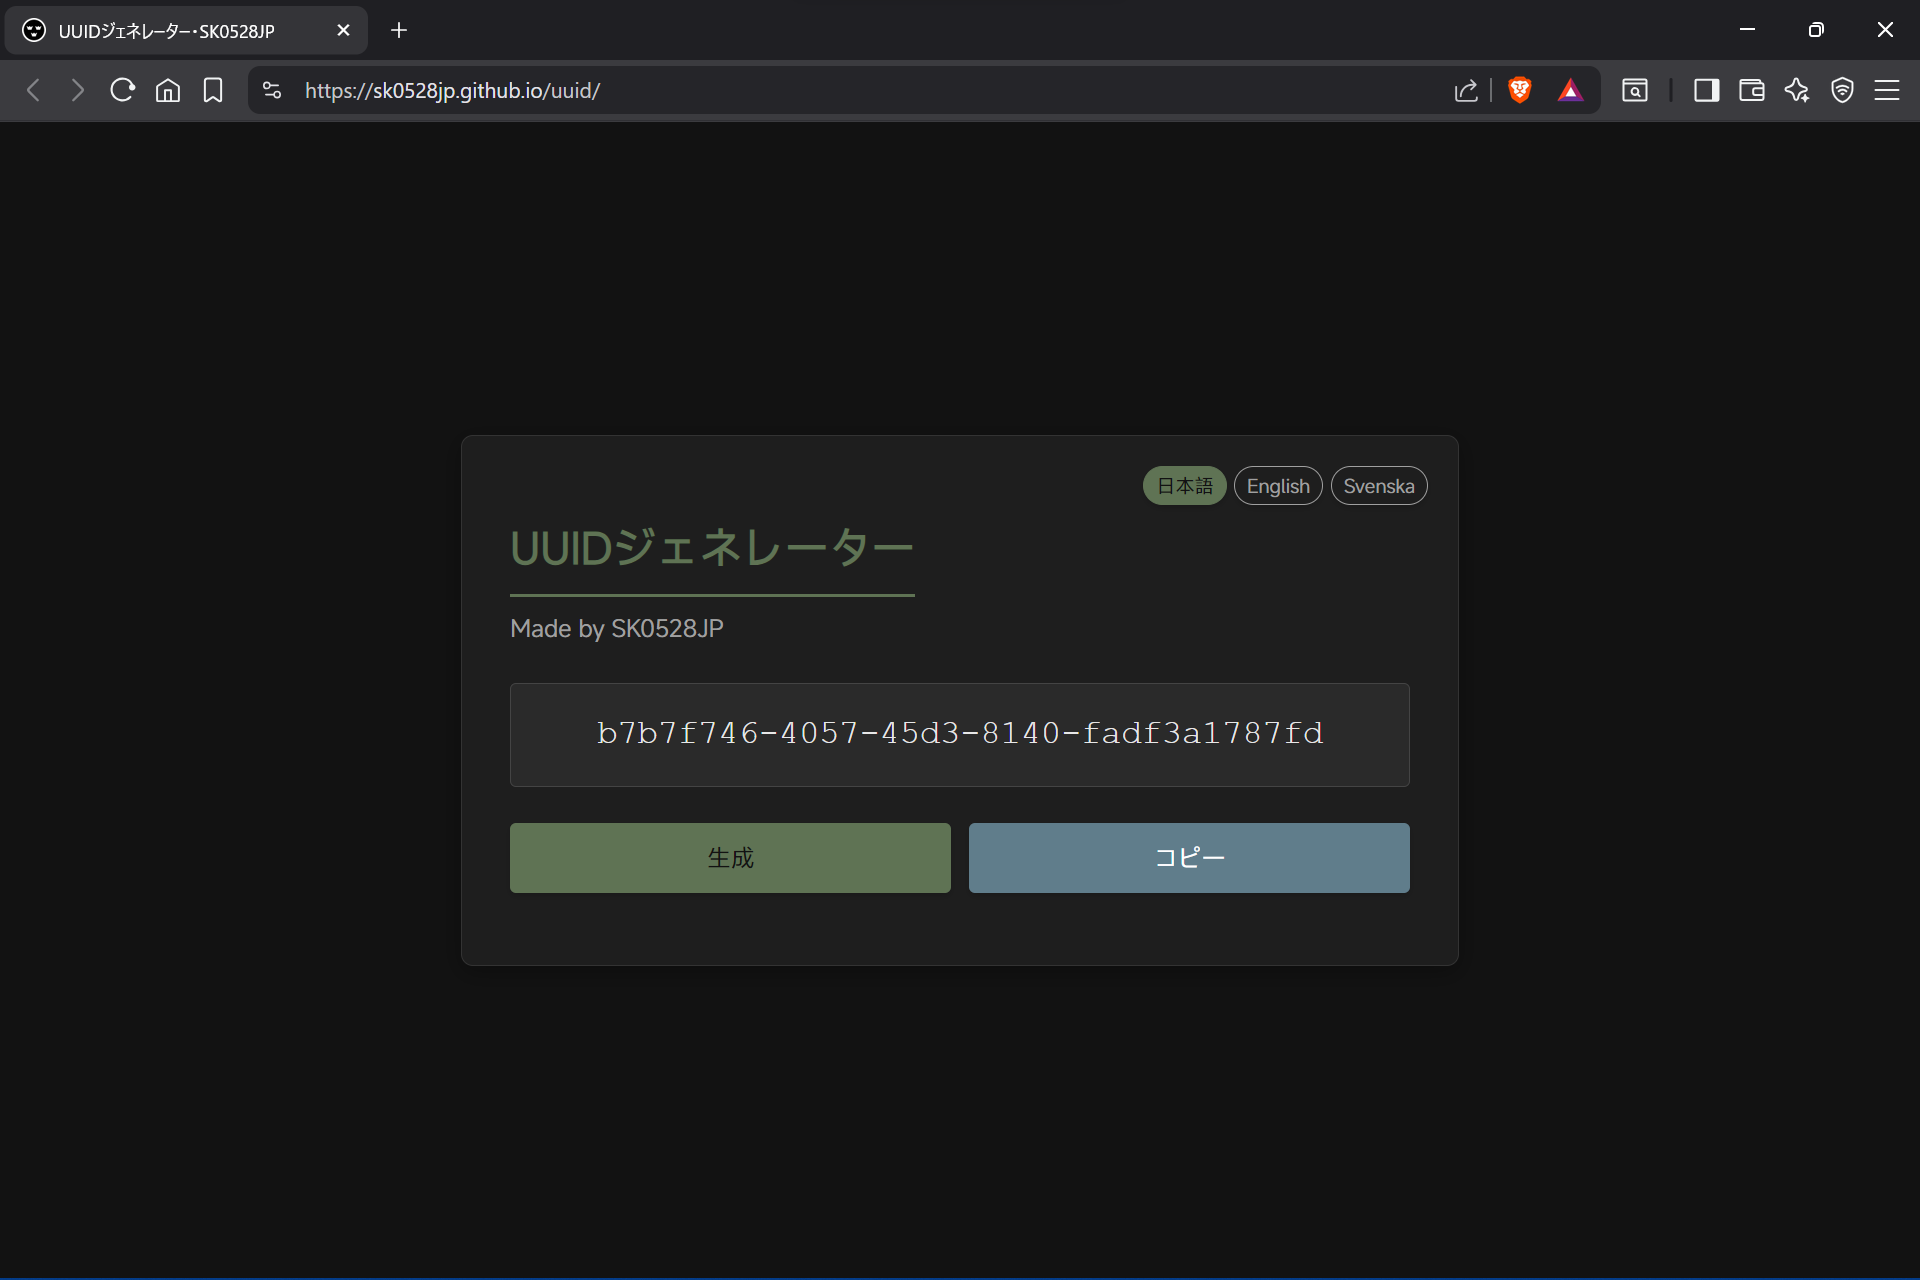 UUIDジェネレーター・SK0528JP
https://sk0528jp.github.io/uuid/
日本語 English Svenska
UUIDジェネレーター
Made by SK0528JP
b7b7f746-4057-45d3-8140-fadf3a1787fd
生成 コピー